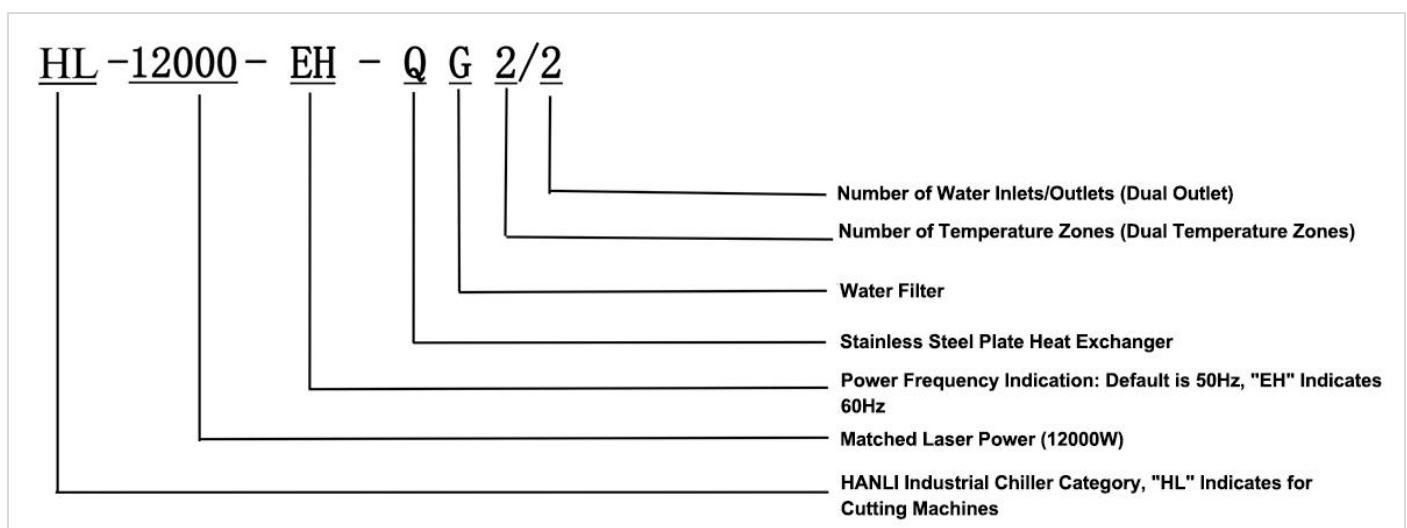 HL-12000- EH - Q G 2/2
Number of Water Inlets/Outlets (Dual Outlet)
Number of Temperature Zones (Dual Temperature Zones)
Water Filter
Stainless Steel Plate Heat Exchanger
Power Frequency Indication: Default is 50Hz, "EH" Indicates
60Hz
Matched Laser Power (12000W)
HANLI Industrial Chiller Category, "HL" Indicates for
Cutting Machines